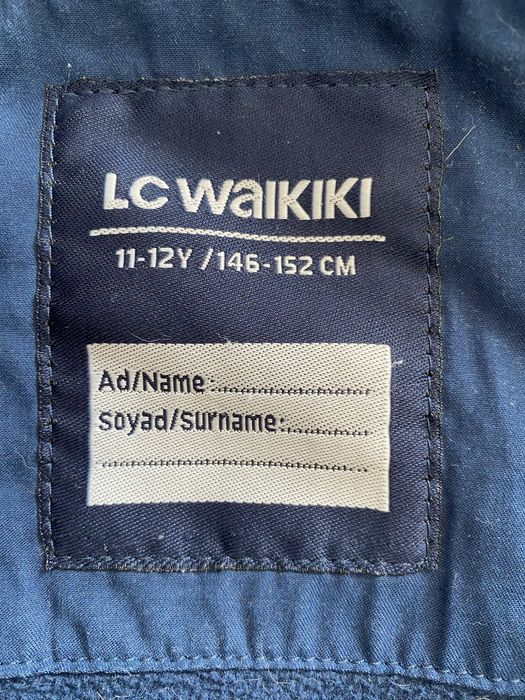 LC WaIKIKI
11-12Y / 146-152 CM
Ad/Name:....................
soyad/surname:..........
....................................